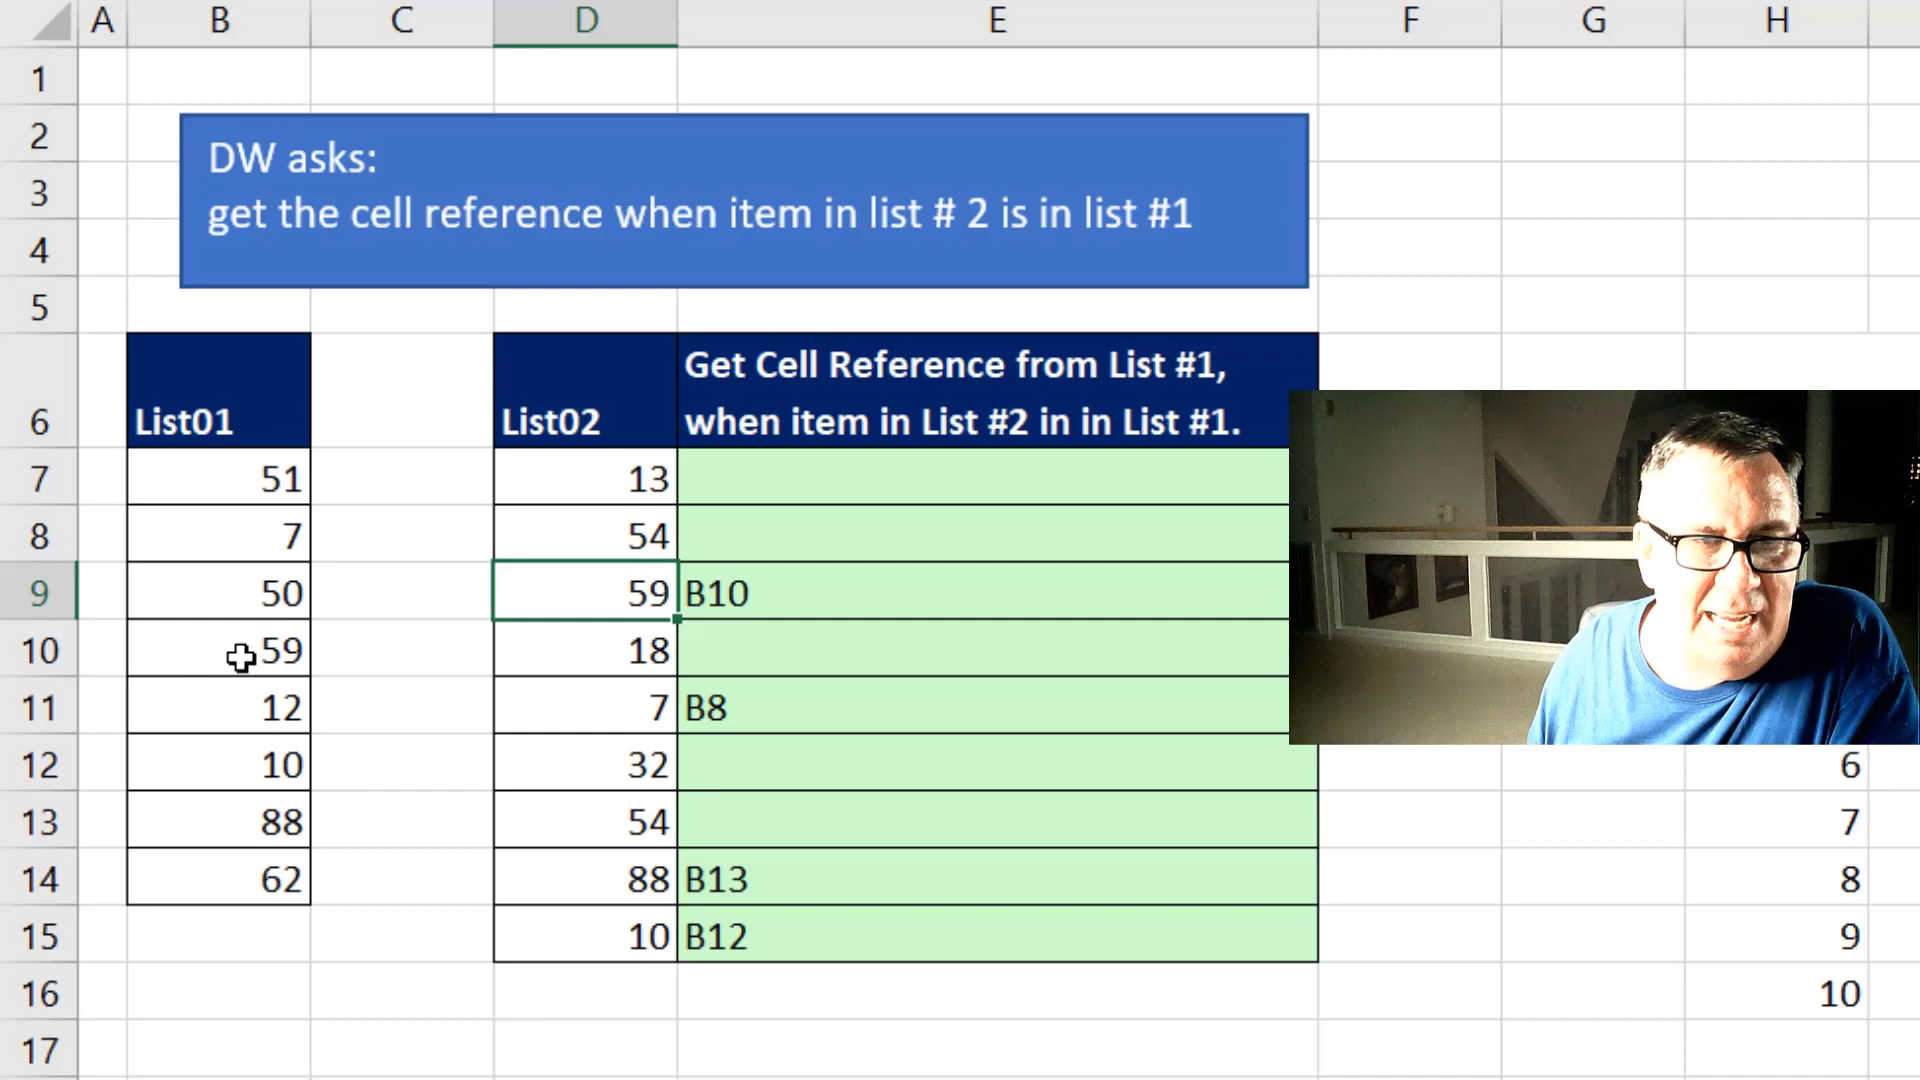 A B C D E F G H
1
2
3
4
5
DW asks:
get the cell reference when item in list # 2 is in list #1
6 List01 List02 Get Cell Reference from List #1,
when item in List #2 in in List #1.
7 51 13
8 7 54
9 50 59 B10
10 59 18
11 12 7 B8
12 10 32 6
13 88 54 7
14 62 88 B13 8
15 10 B12 9
16 10
17